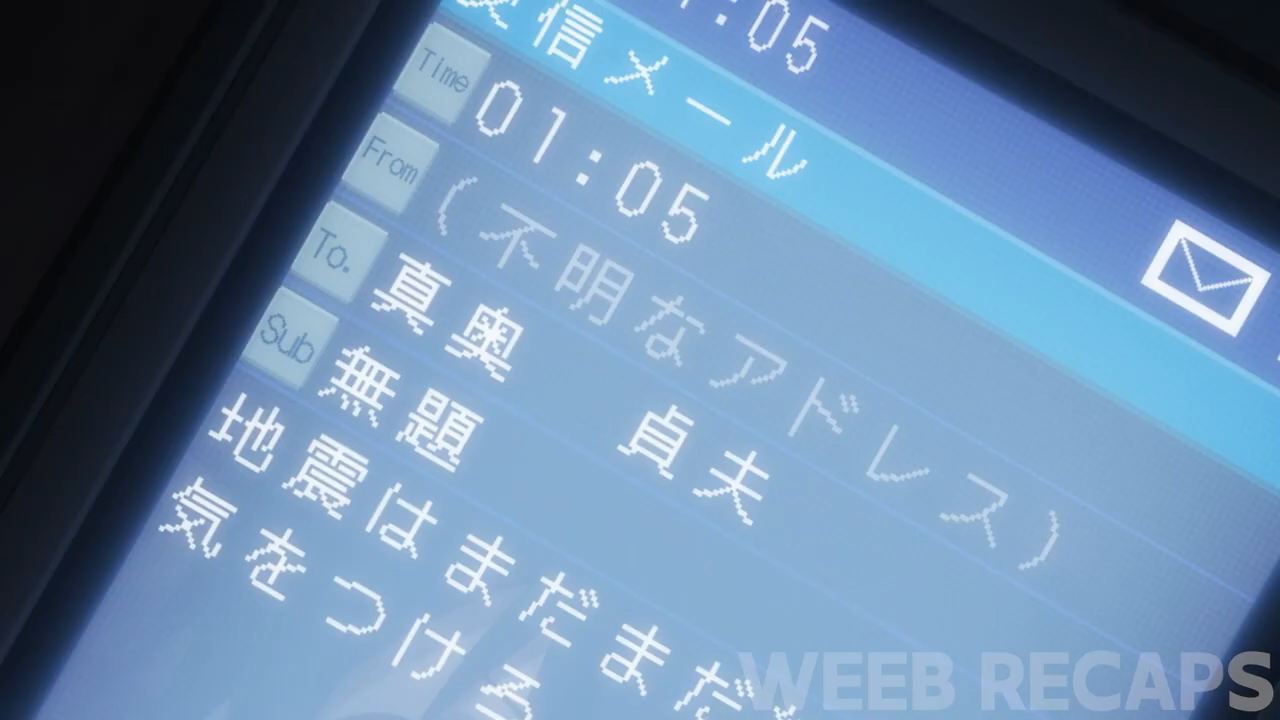 1:05
受信メール
Time 01:05
From (不明なアドレス)
To. 真奥 貞夫
Sub 無題
地震はまだまだ
気をつけろ
WEEB RECAPS